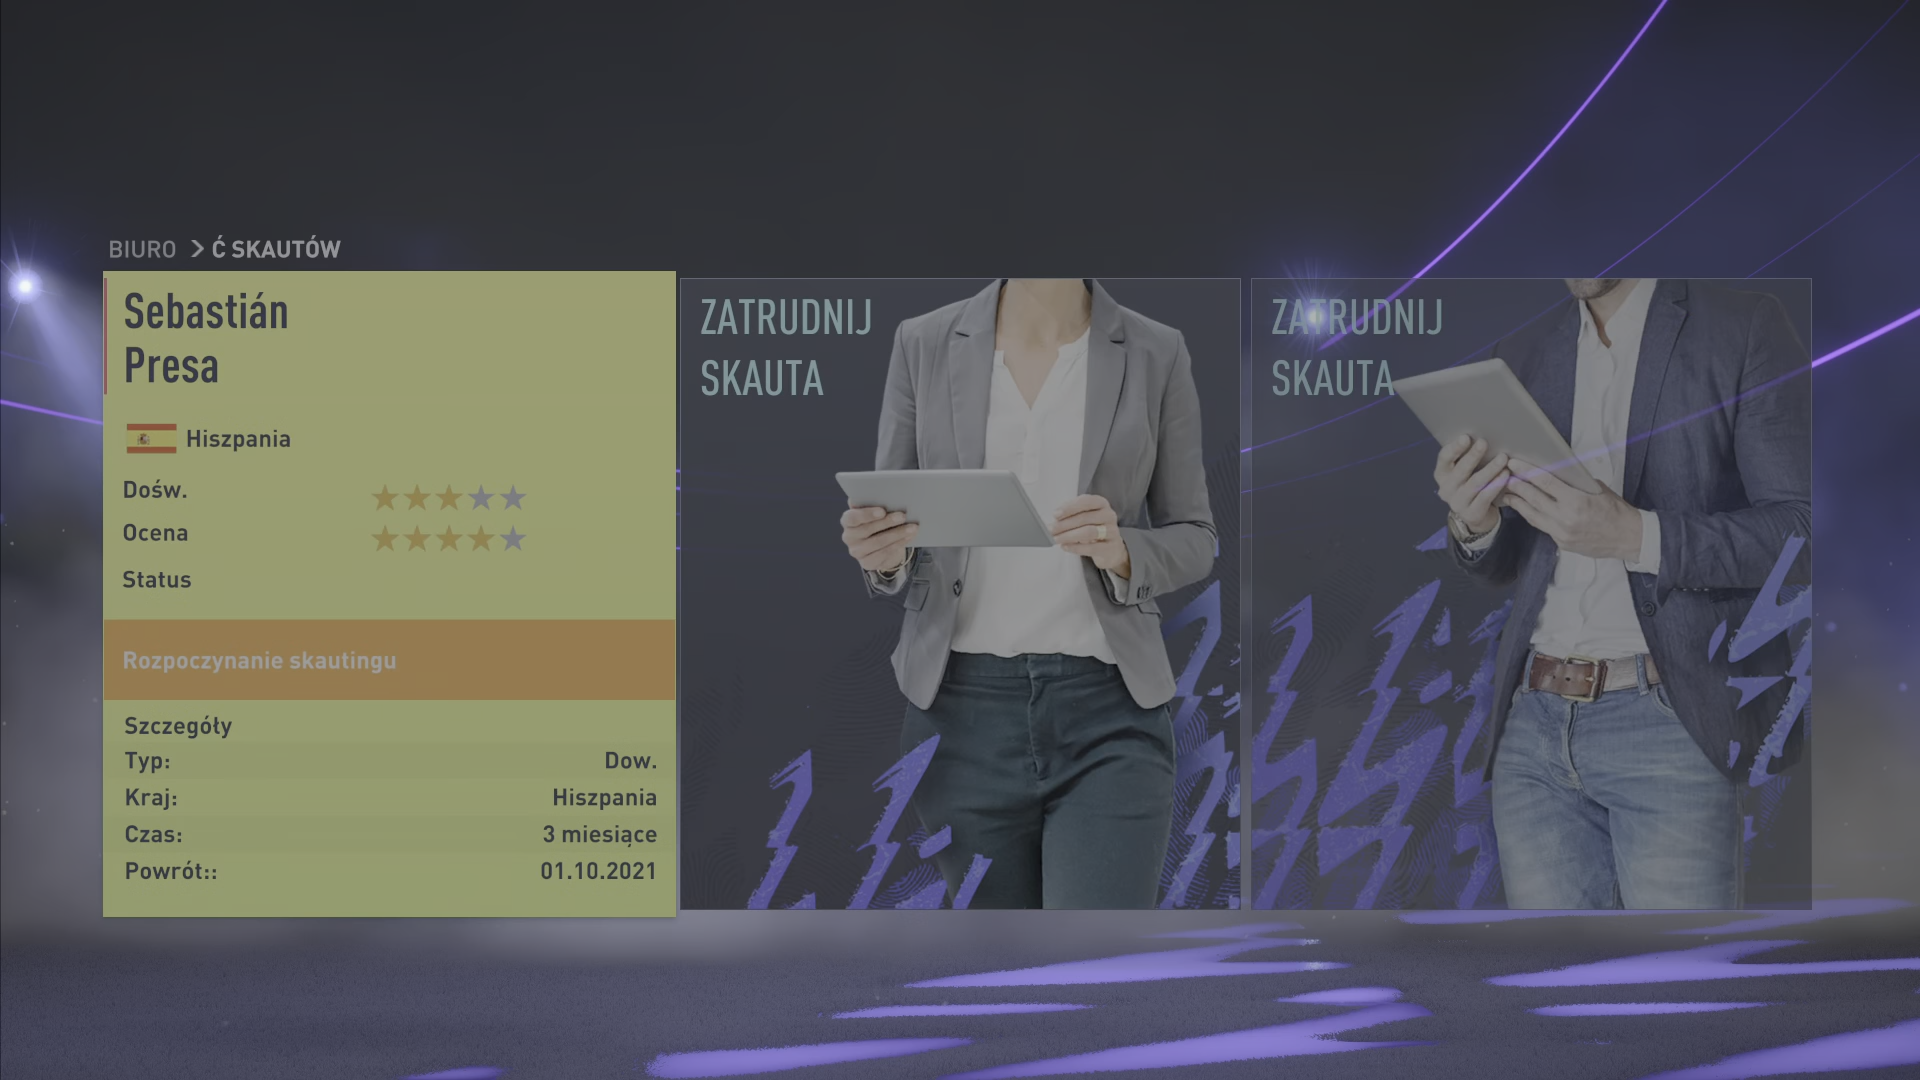 BIURO > Ć SKAUTÓW
Sebastián
Presa
Hiszpania
Dośw.
Ocena
Status
Rozpoczynanie skautingu
Szczegóły
Typ: Dow.
Kraj: Hiszpania
Czas: 3 miesiące
Powrót:: 01.10.2021
ZATRUDNIJ
SKAUTA
ZATRUDNIJ
SKAUTA